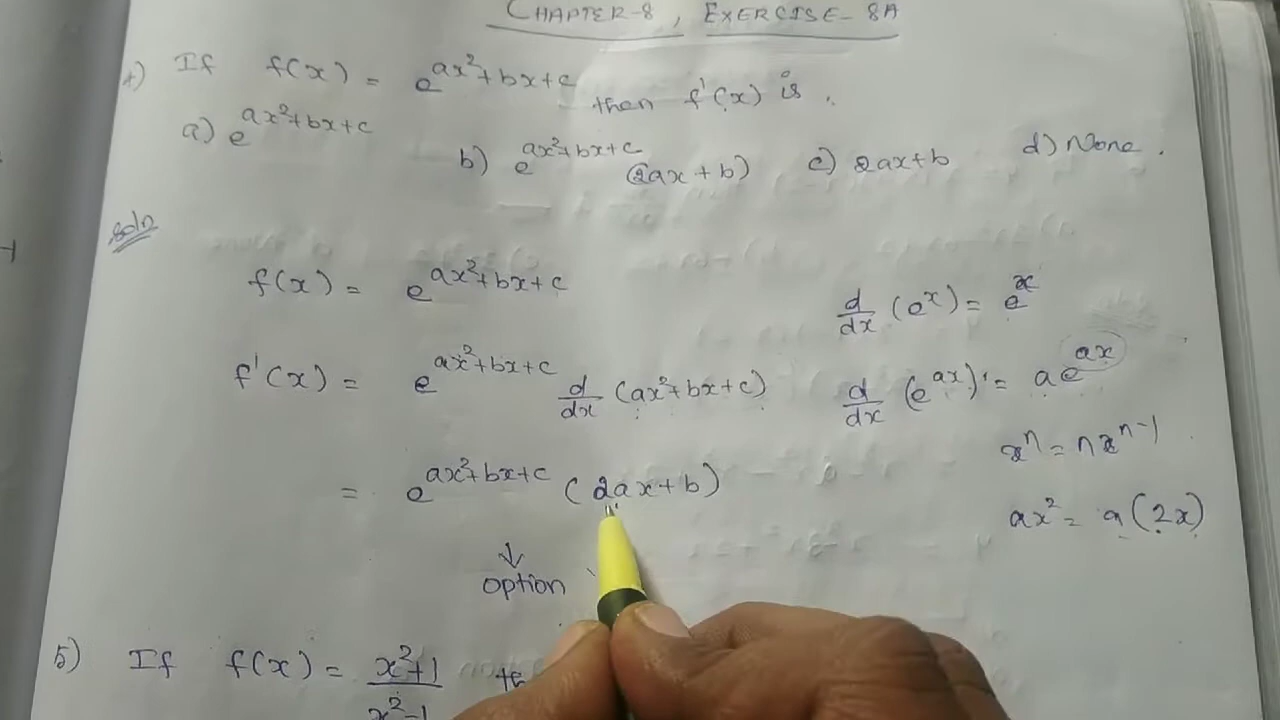 CHAPTER-8, EXERCISE-8A
4) If f(x) = e^{ax²+bx+c} then f'(x) is.
a) e^{ax²+bx+c} b) e^{ax²+bx+c} (2ax+b) c) 2ax+b d) None.
soln
f(x) = e^{ax²+bx+c}
d/dx (e^x) = e^x
f'(x) = e^{ax²+bx+c} d/dx (ax²+bx+c)
d/dx (e^{ax})' = ae^{ax}
x^n = nx^{n-1}
= e^{ax²+bx+c} (2ax+b)
ax² = a(2x)
↓
option
5) If f(x) = x²+1/x²-1